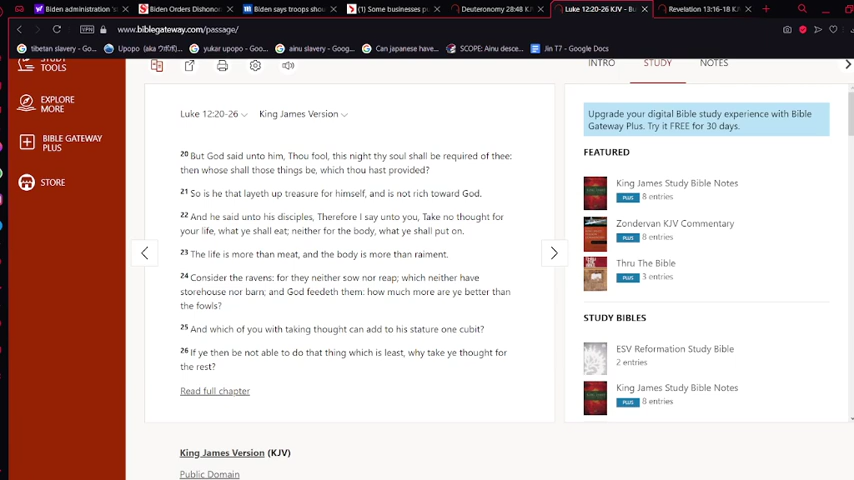 Biden administration 's
Biden Orders Dishono
Biden says troops shou
(1) Some businesses p
Deuteronomy 28:48 KJ
Luke 12:20-26 KJV - B
Revelation 13:16-18 KJ
VPN
www.biblegateway.com/passage/
tibetan slavery - Go...
Upopo
yukar upopo - Goo...
ainu slavery - Goog...
Can japanese have...
SCOPE: Ainu desce...
Jin T7 - Google Docs
STUDY
TOOLS
EXPLORE
MORE
BIBLE GATEWAY
PLUS
STORE
INTRO
STUDY
NOTES
Luke 12:20-26
King James Version
20 But God said unto him, Thou fool, this night thy soul shall be required of thee:
then whose shall those things be, which thou hast provided?
21 So is he that layeth up treasure for himself, and is not rich toward God.
22 And he said unto his disciples, Therefore I say unto you, Take no thought for
your life, what ye shall eat; neither for the body, what ye shall put on.
23 The life is more than meat, and the body is more than raiment.
24 Consider the ravens: for they neither sow nor reap; which neither have
storehouse nor barn; and God feedeth them: how much more are ye better than
the fowls?
25 And which of you with taking thought can add to his stature one cubit?
26 If ye then be not able to do that thing which is least, why take ye thought for
the rest?
Read full chapter
King James Version (KJV)
Public Domain
Upgrade your digital Bible study experience with Bible
Gateway Plus. Try it FREE for 30 days.
FEATURED
King James Study Bible Notes
PLUS 8 entries
Zondervan KJV Commentary
PLUS 8 entries
Thru The Bible
PLUS 3 entries
STUDY BIBLES
ESV Reformation Study Bible
2 entries
King James Study Bible Notes
PLUS 8 entries